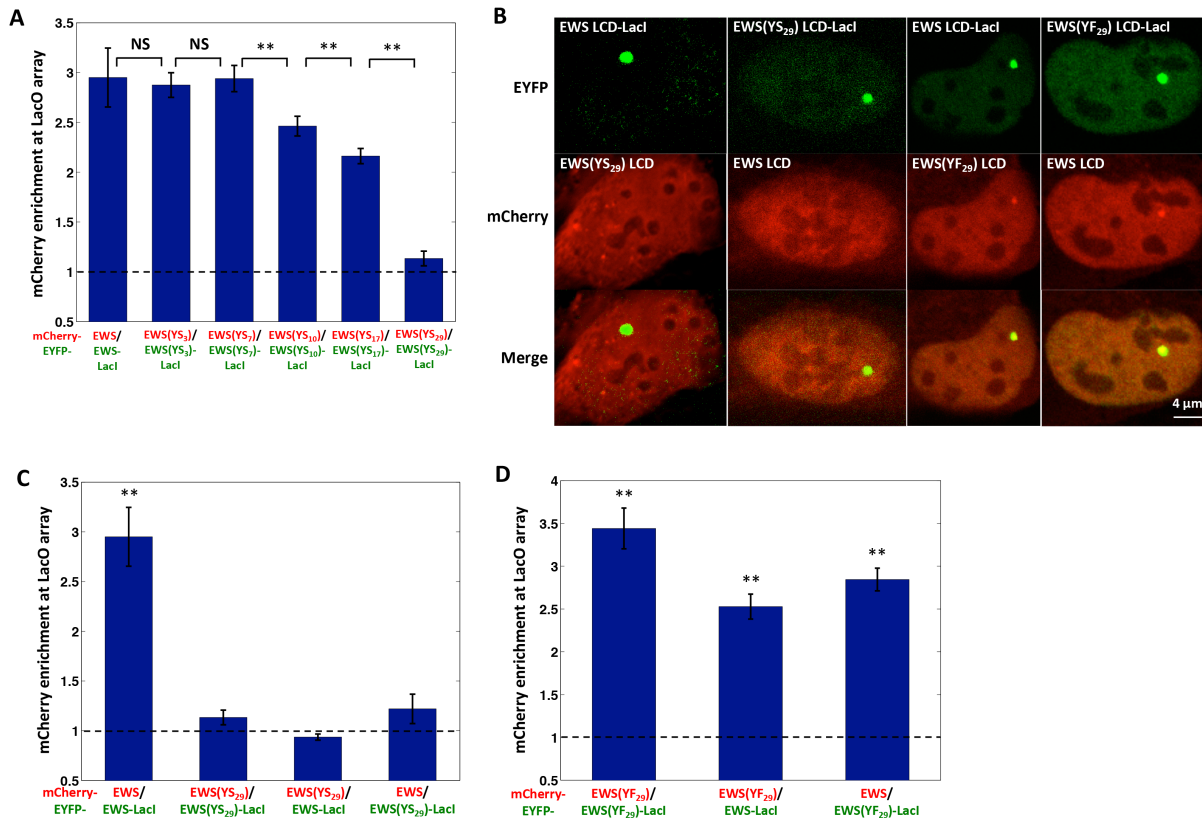 A
mCherry enrichment at LacO array
3.5
3
2.5
2
1.5
1
0.5
NS
NS
**
**
**
mCherry- EWS/ EWS(YS3)/ EWS(YS7)/ EWS(YS10)/ EWS(YS17)/ EWS(YS29)/
EYFP- EWS- EWS(YS3)- EWS(YS7)- EWS(YS10)- EWS(YS17)- EWS(YS29)-
LacI LacI LacI LacI LacI LacI
B
EWS LCD-LacI EWS(YS29) LCD-LacI EWS LCD-LacI EWS(YF29) LCD-LacI
EYFP
EWS(YS29) LCD EWS LCD EWS(YF29) LCD EWS LCD
mCherry
Merge
4 µm
C
mCherry enrichment at LacO array
3.5
3
2.5
2
1.5
1
0.5
**
mCherry- EWS/ EWS(YS29)/ EWS(YS29)/ EWS/
EYFP- EWS-LacI EWS(YS29)-LacI EWS-LacI EWS(YS29)-LacI
D
mCherry enrichment at LacO array
4
3.5
3
2.5
2
1.5
1
0.5
**
**
**
mCherry- EWS(YF29)/ EWS(YF29)/ EWS/
EYFP- EWS(YF29)-LacI EWS-LacI EWS(YF29)-LacI